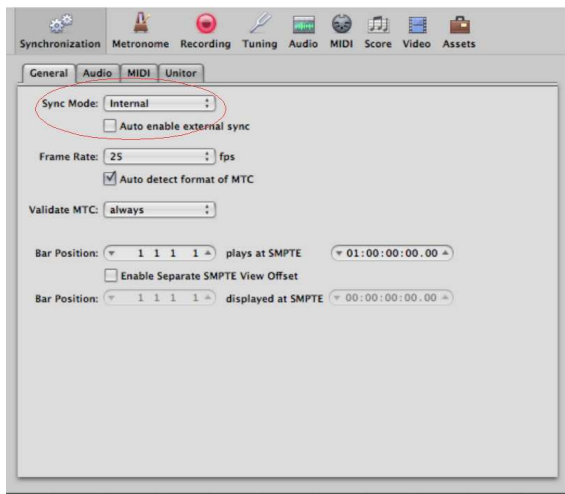 Synchronization Metronome Recording Tuning Audio MIDI Score Video Assets
General Audio MIDI Unitor
Sync Mode: Internal
Auto enable external sync
Frame Rate: 25 fps
Auto detect format of MTC
Validate MTC: always
Bar Position: 1 1 1 1 plays at SMPTE 01:00:00:00.00
Enable Separate SMPTE View Offset
Bar Position: 1 1 1 1 displayed at SMPTE 00:00:00:00.00